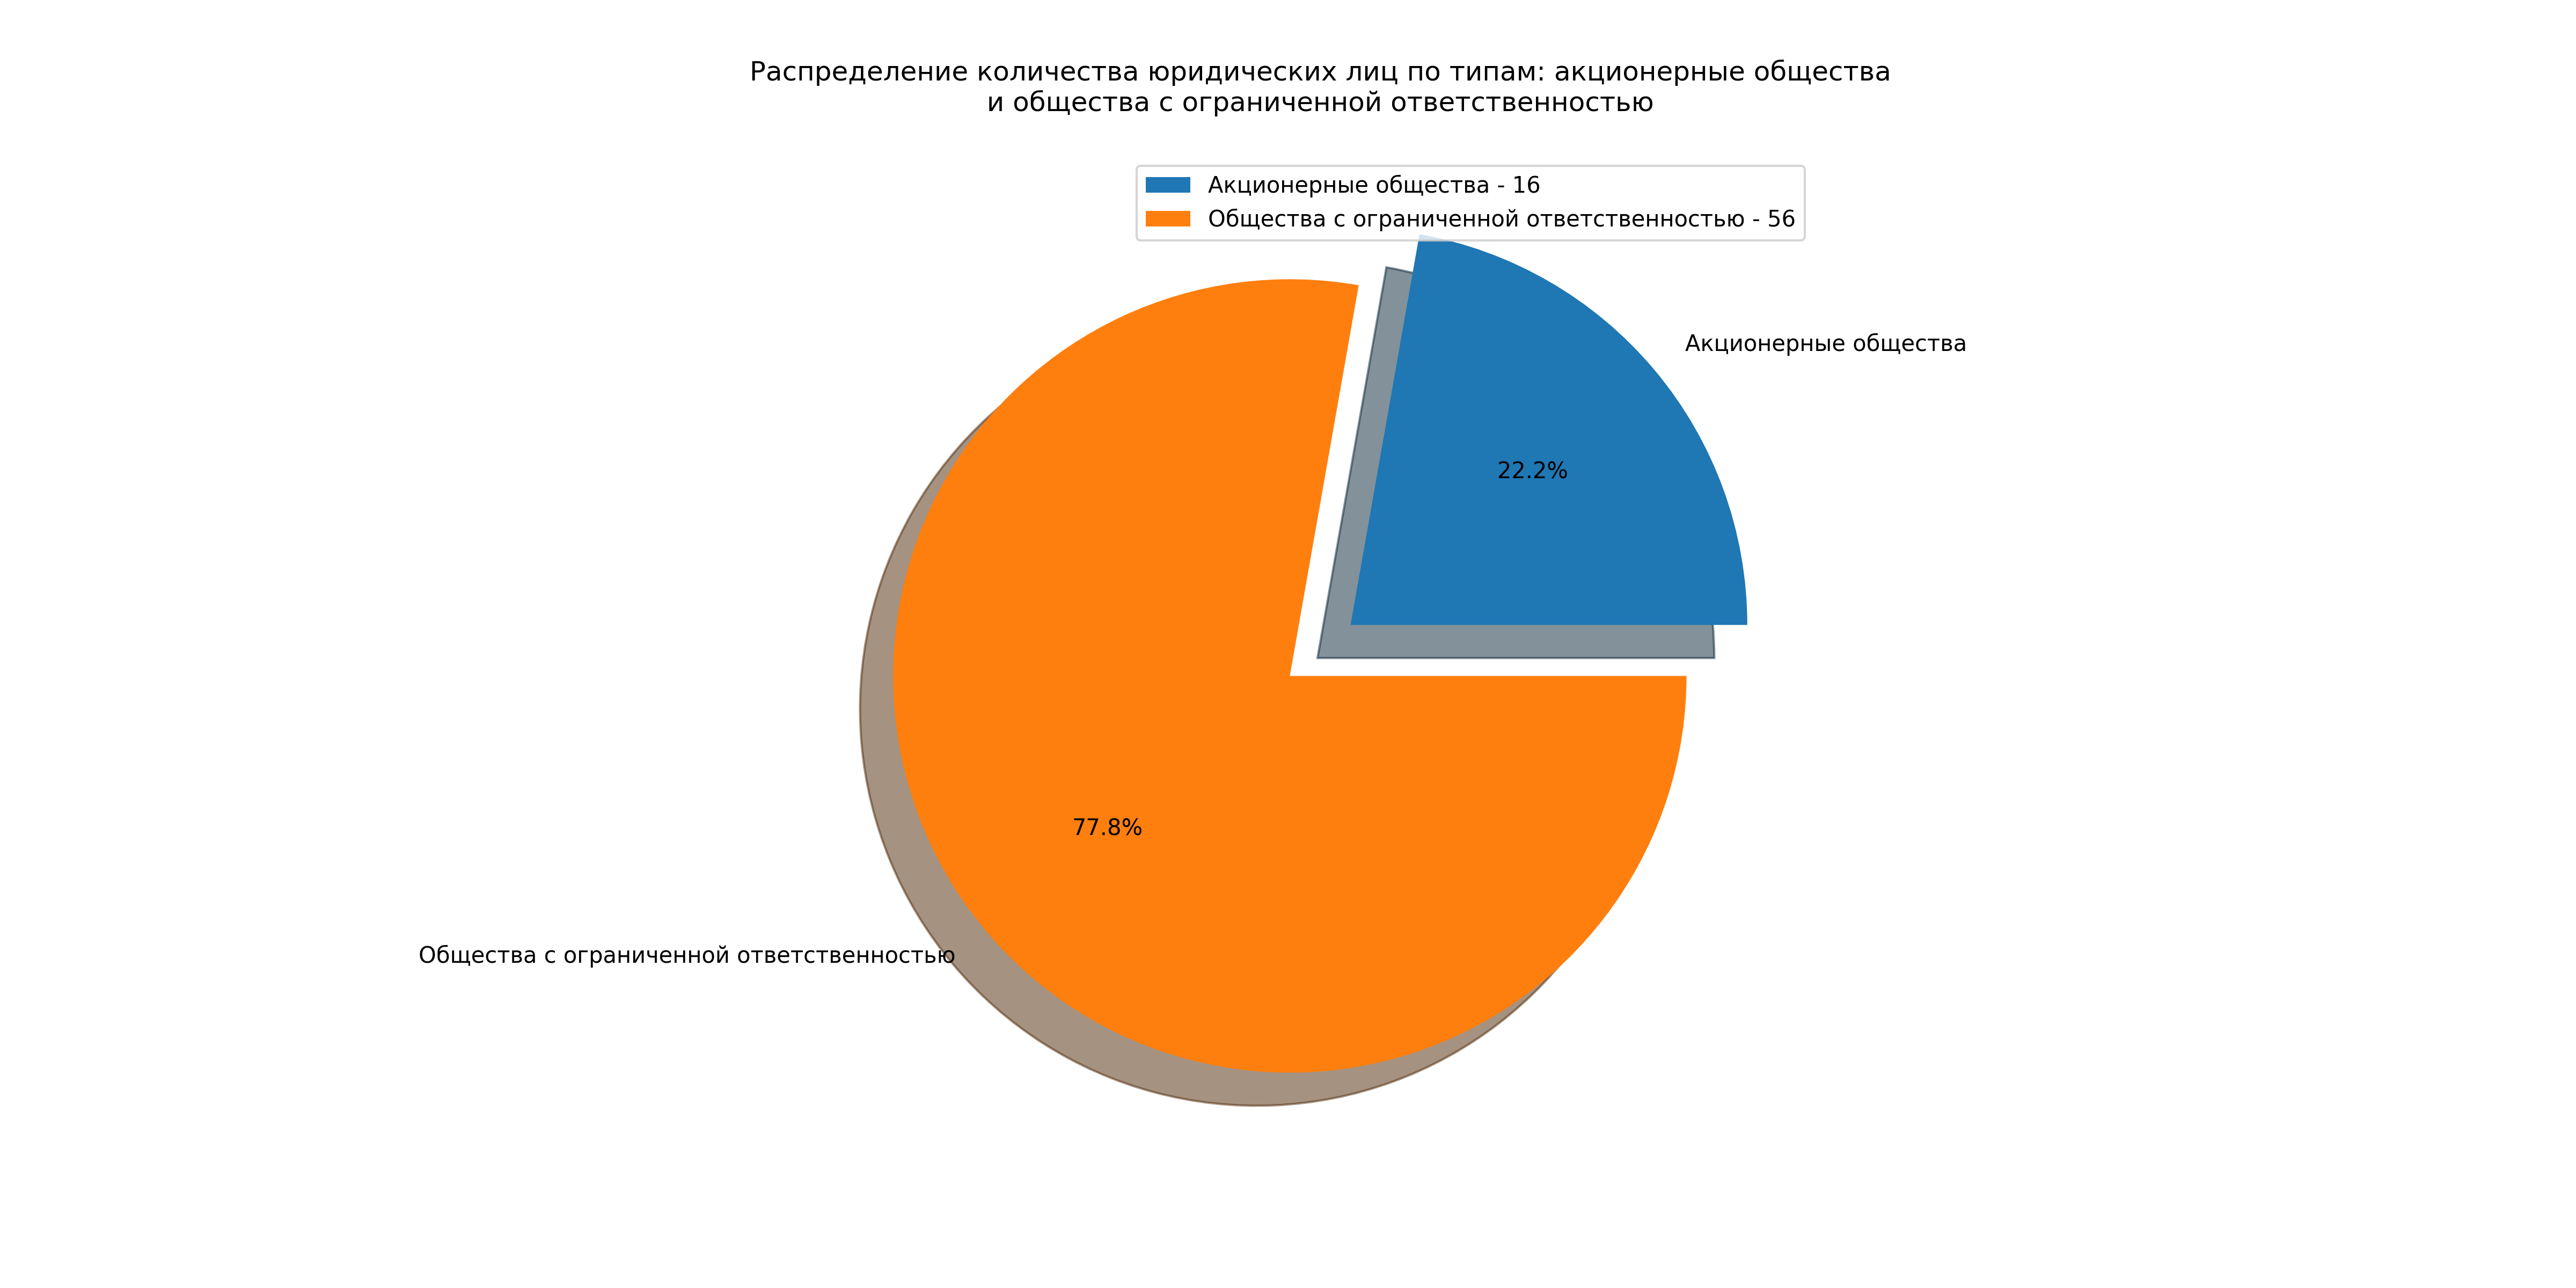 Распределение количества юридических лиц по типам: акционерные общества
и общества с ограниченной ответственностью
Акционерные общества - 16
Общества с ограниченной ответственностью - 56
Акционерные общества
22.2%
77.8%
Общества с ограниченной ответственностью